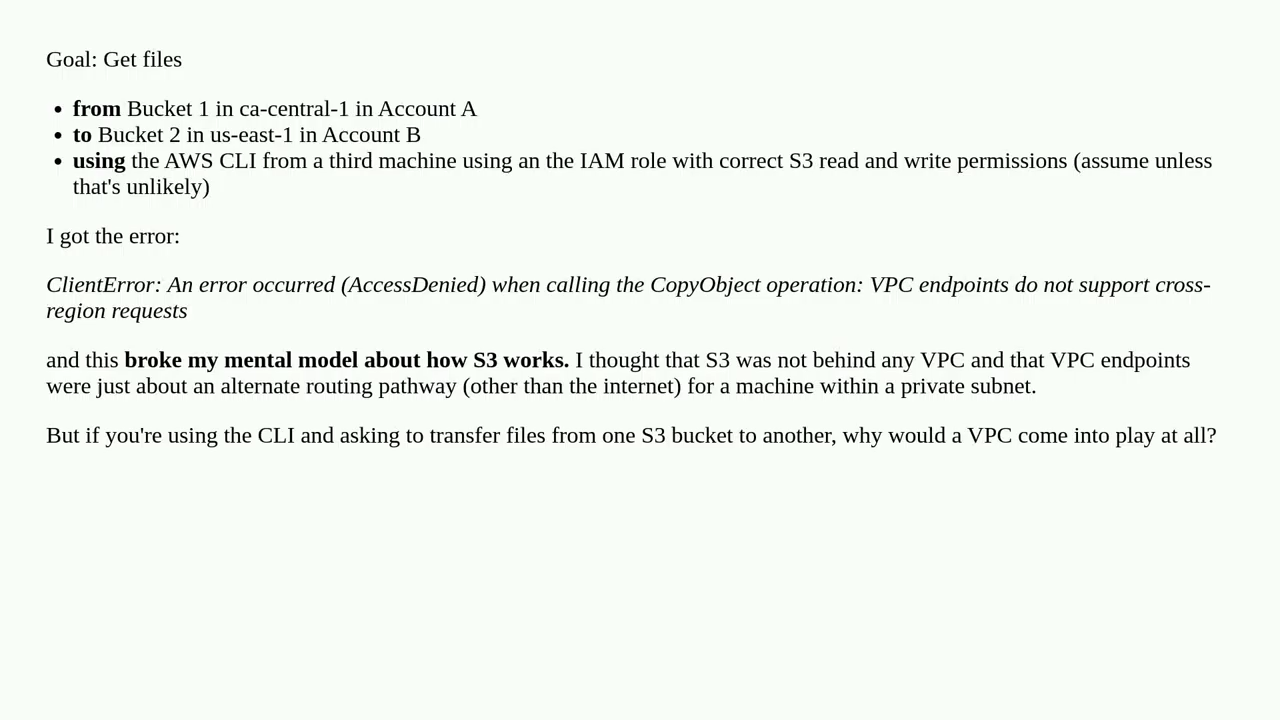 Goal: Get files
• from Bucket 1 in ca-central-1 in Account A
• to Bucket 2 in us-east-1 in Account B
• using the AWS CLI from a third machine using an the IAM role with correct S3 read and write permissions (assume unless
that's unlikely)
I got the error:
ClientError: An error occurred (AccessDenied) when calling the CopyObject operation: VPC endpoints do not support cross-
region requests
and this broke my mental model about how S3 works. I thought that S3 was not behind any VPC and that VPC endpoints
were just about an alternate routing pathway (other than the internet) for a machine within a private subnet.
But if you're using the CLI and asking to transfer files from one S3 bucket to another, why would a VPC come into play at all?